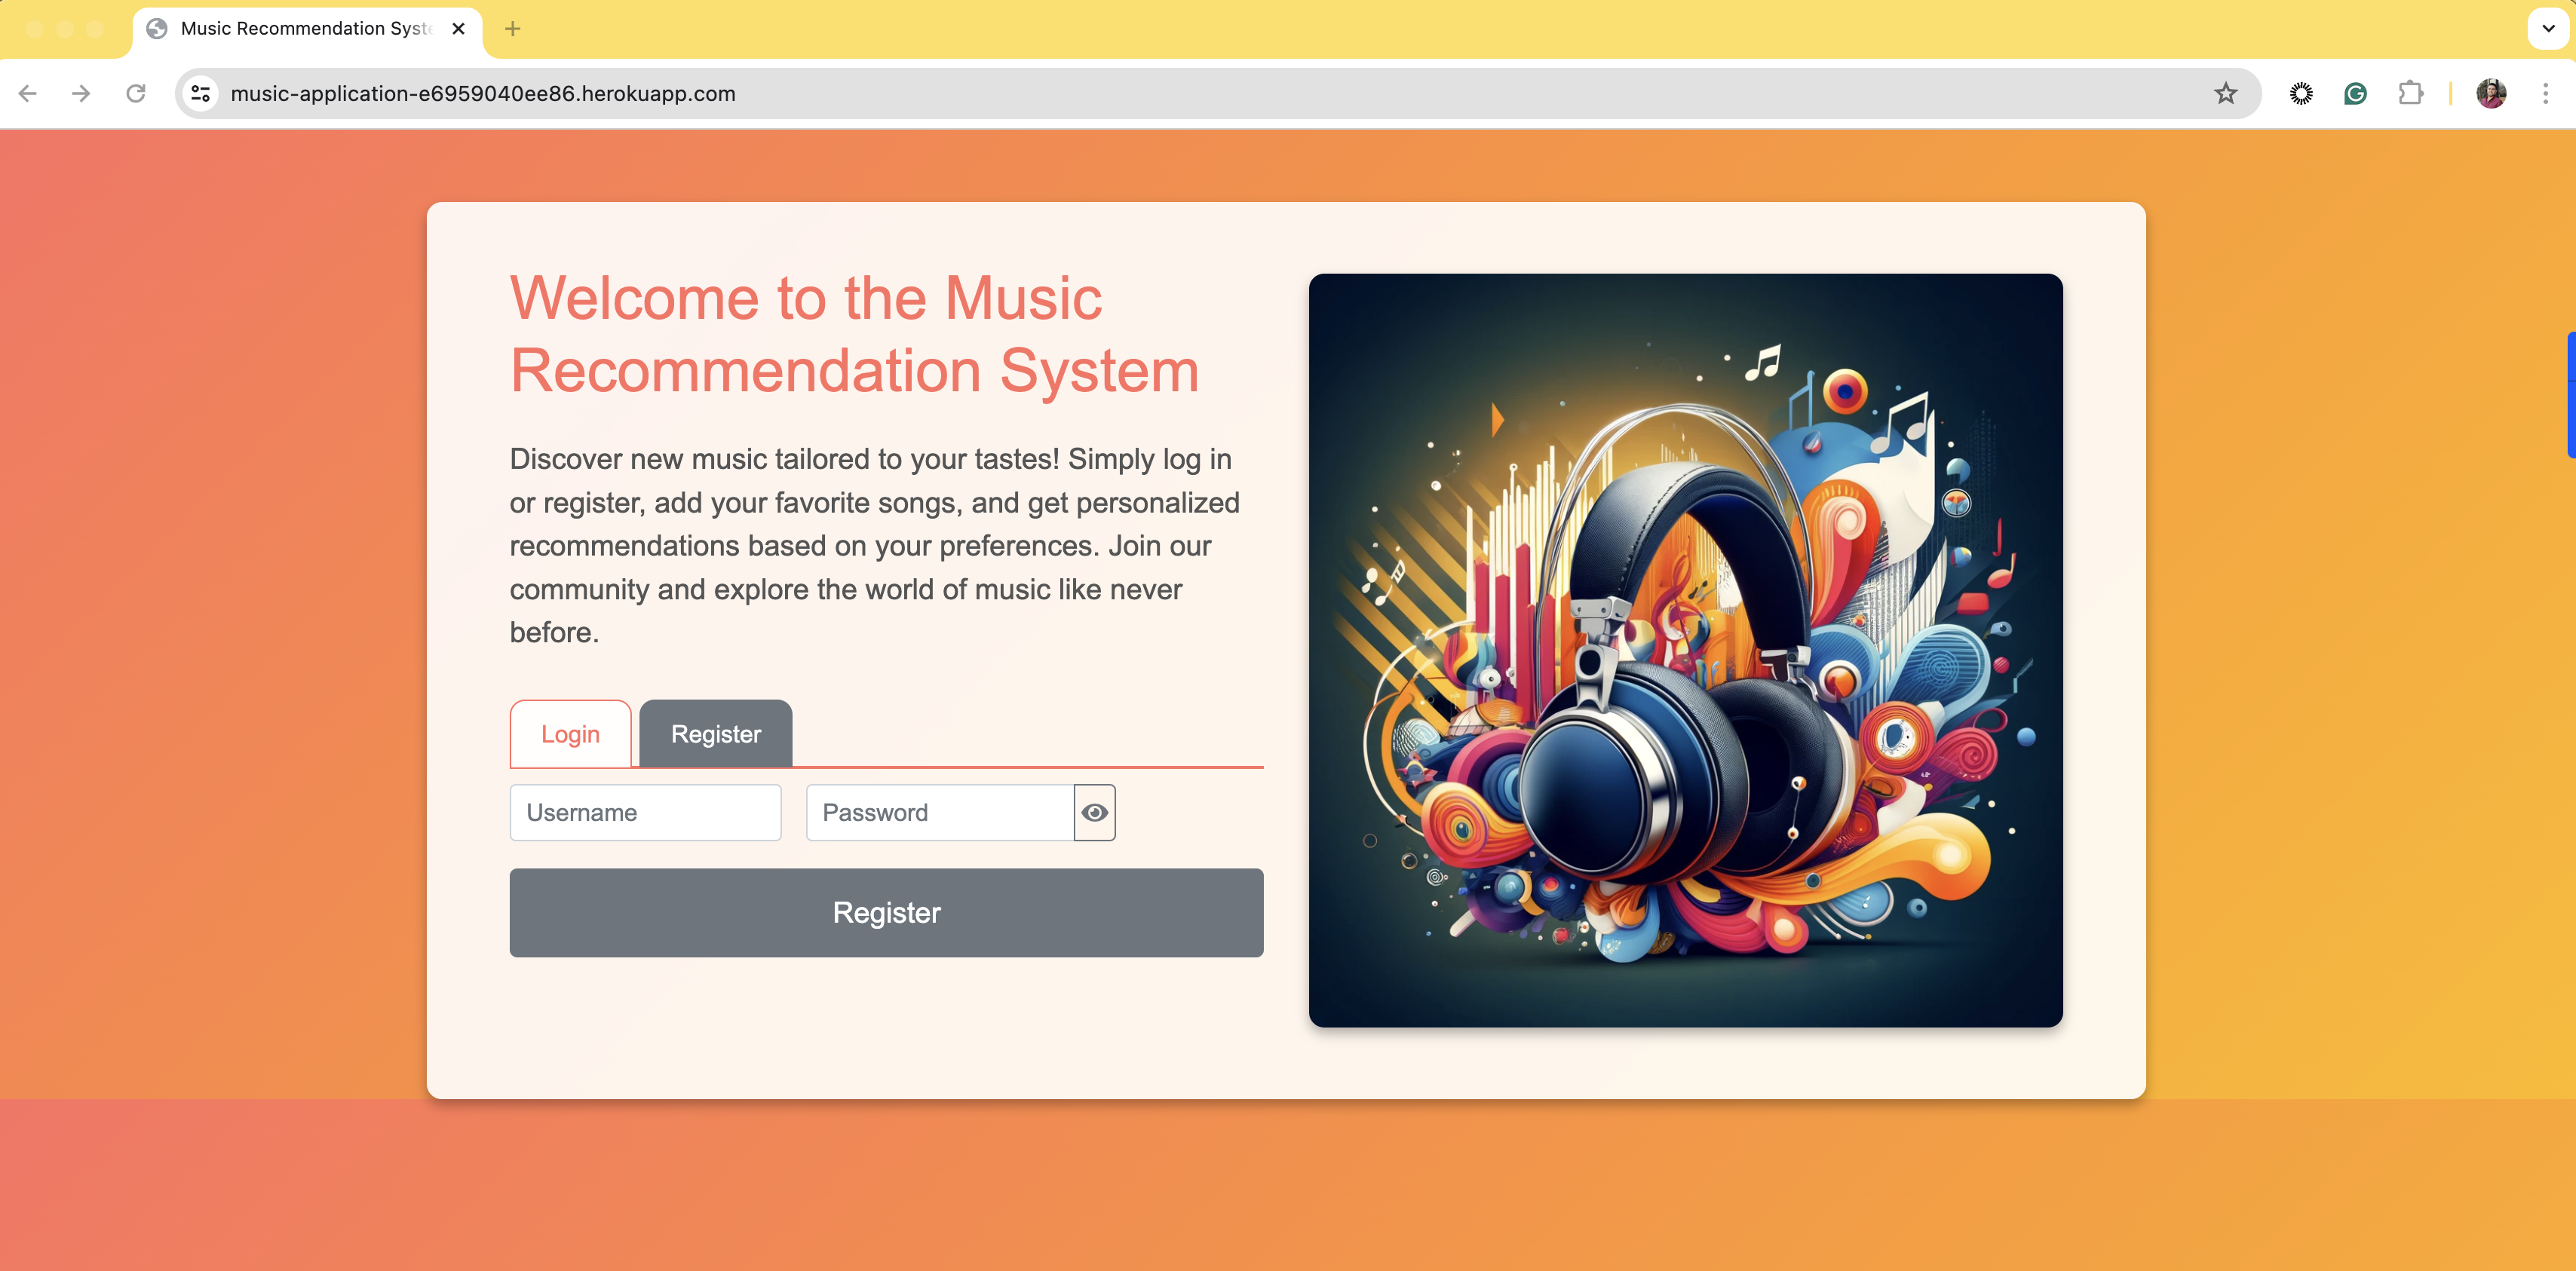 Music Recommendation Syst
music-application-e6959040ee86.herokuapp.com
Welcome to the Music
Recommendation System
Discover new music tailored to your tastes! Simply log in
or register, add your favorite songs, and get personalized
recommendations based on your preferences. Join our
community and explore the world of music like never
before.
Login
Register
Username
Password
Register